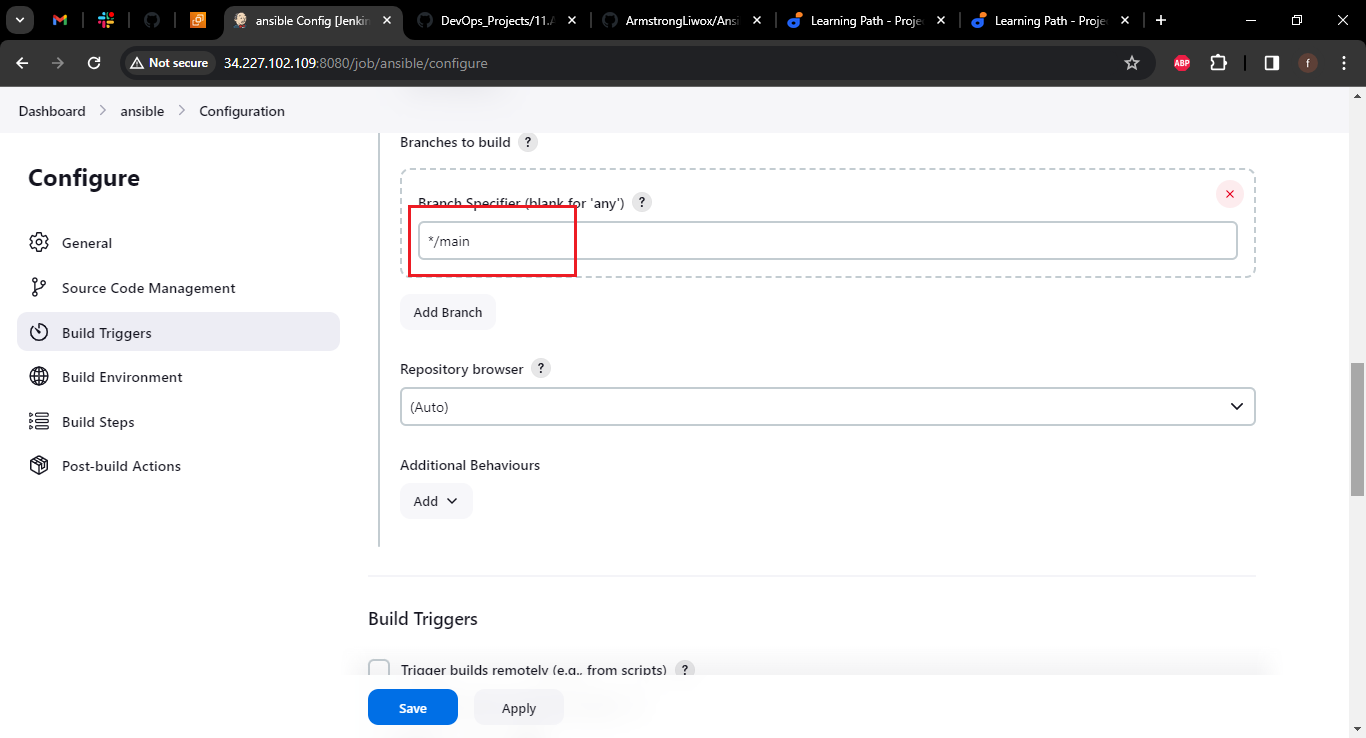 ansible Config [Jenkin
DevOps_Projects/11.A
ArmstrongLiwox/Ansi
Learning Path - Projec
Learning Path - Projec
Not secure
34.227.102.109:8080/job/ansible/configure
ABP
f
Dashboard
ansible
Configuration
Configure
General
Source Code Management
Build Triggers
Build Environment
Build Steps
Post-build Actions
Branches to build ?
Branch Specifier (blank for 'any') ?
*/main
Add Branch
Repository browser ?
(Auto)
Additional Behaviours
Add
Build Triggers
Trigger builds remotely (e.g., from scripts) ?
Save
Apply